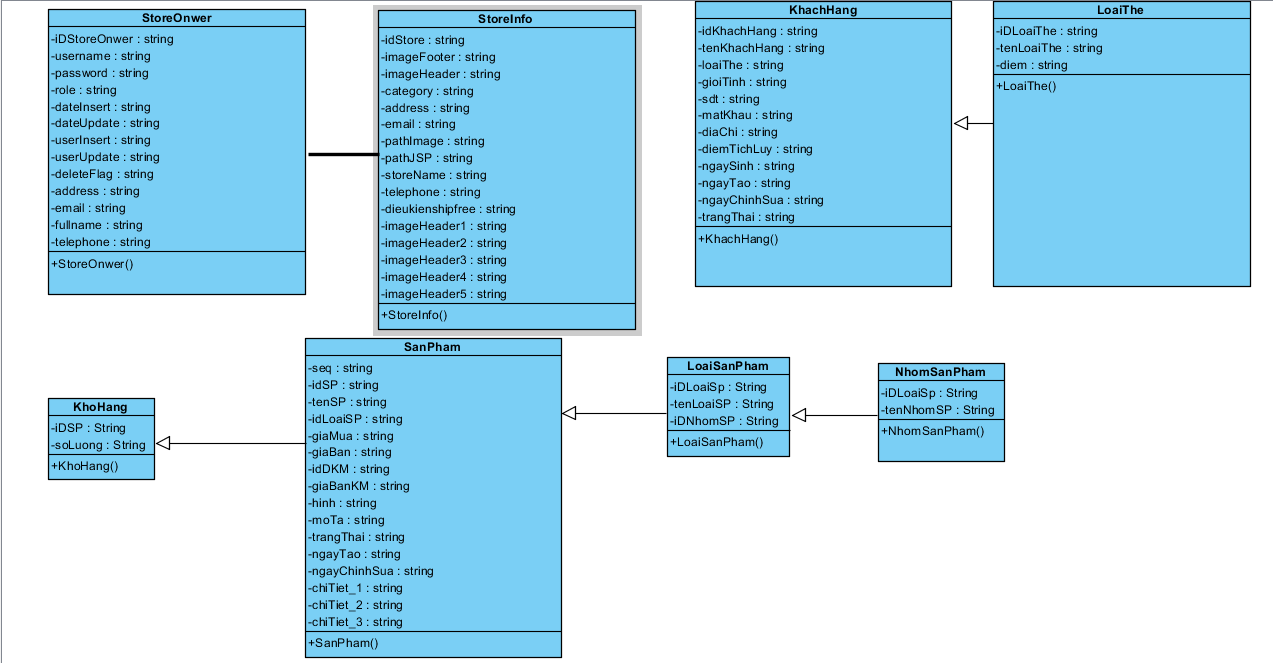 StoreOnwer
-iDStoreOnwer : string
-username : string
-password : string
-role : string
-dateInsert : string
-dateUpdate : string
-userInsert : string
-userUpdate : string
-deleteFlag : string
-address : string
-email : string
-fullname : string
-telephone : string
+StoreOnwer()
StoreInfo
-idStore : string
-imageFooter : string
-imageHeader : string
-category : string
-address : string
-email : string
-pathImage : string
-pathJSP : string
-storeName : string
-telephone : string
-dieukienshipfree : string
-imageHeader1 : string
-imageHeader2 : string
-imageHeader3 : string
-imageHeader4 : string
-imageHeader5 : string
+StoreInfo()
KhachHang
-idKhachHang : string
-tenKhachHang : string
-loaiThe : string
-gioiTinh : string
-sdt : string
-matKhau : string
-diaChi : string
-diemTichLuy : string
-ngaySinh : string
-ngayTao : string
-ngayChinhSua : string
-trangThai : string
+KhachHang()
LoaiThe
-iDLoaiThe : string
-tenLoaiThe : string
-diem : string
+LoaiThe()
KhoHang
-iDSP : String
-soLuong : String
+KhoHang()
SanPham
-seq : string
-idSP : string
-tenSP : string
-idLoaiSP : string
-giaMua : string
-giaBan : string
-idDKM : string
-giaBanKM : string
-hinh : string
-moTa : string
-trangThai : string
-ngayTao : string
-ngayChinhSua : string
-chiTiet_1 : string
-chiTiet_2 : string
-chiTiet_3 : string
+SanPham()
LoaiSanPham
-iDLoaiSp : String
-tenLoaiSP : String
-iDNhomSP : String
+LoaiSanPham()
NhomSanPham
-iDLoaiSp : String
-tenNhomSP : String
+NhomSanPham()